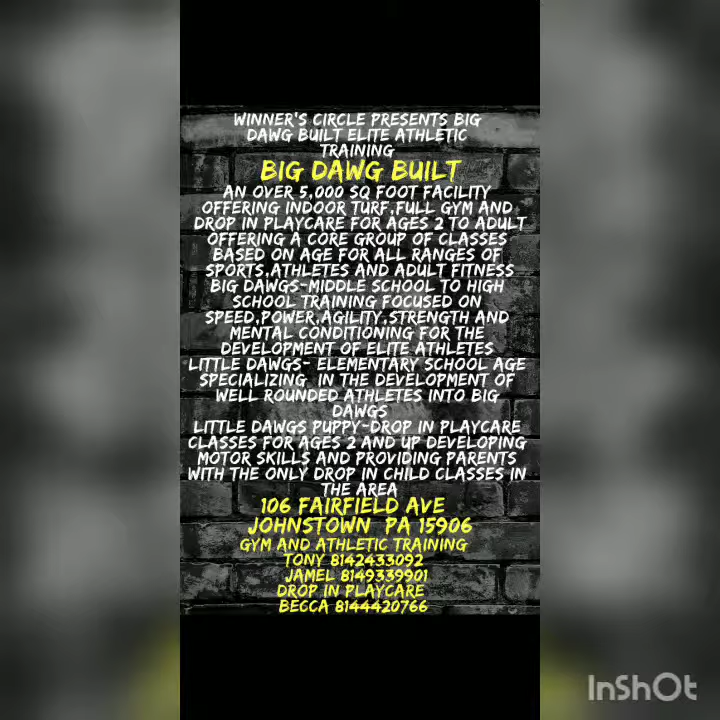 WINNER'S CIRCLE PRESENTS BIG
DAWG BUILT ELITE ATHLETIC
TRAINING
BIG DAWG BUILT
AN OVER 5,000 SQ FOOT FACILITY
OFFERING INDOOR TURF,FULL GYM AND
DROP IN PLAYCARE FOR AGES 2 TO ADULT
OFFERING A CORE GROUP OF CLASSES
BASED ON AGE FOR ALL RANGES OF
SPORTS,ATHLETES AND ADULT FITNESS
BIG DAWGS-MIDDLE SCHOOL TO HIGH
SCHOOL TRAINING FOCUSED ON
SPEED,POWER,AGILITY,STRENGTH AND
MENTAL CONDITIONING FOR THE
DEVELOPMENT OF ELITE ATHLETES
LITTLE DAWGS- ELEMENTARY SCHOOL AGE
SPECIALIZING IN THE DEVELOPMENT OF
WELL ROUNDED ATHLETES INTO BIG
DAWGS
LITTLE DAWGS PUPPY-DROP IN PLAYCARE
CLASSES FOR AGES 2 AND UP DEVELOPING
MOTOR SKILLS AND PROVIDING PARENTS
WITH THE ONLY DROP IN CHILD CLASSES IN
THE AREA
106 FAIRFIELD AVE
JOHNSTOWN PA 15906
GYM AND ATHLETIC TRAINING
TONY 8142433092
JAMEL 8149339901
DROP IN PLAYCARE
BECCA 8144420766
InShOt